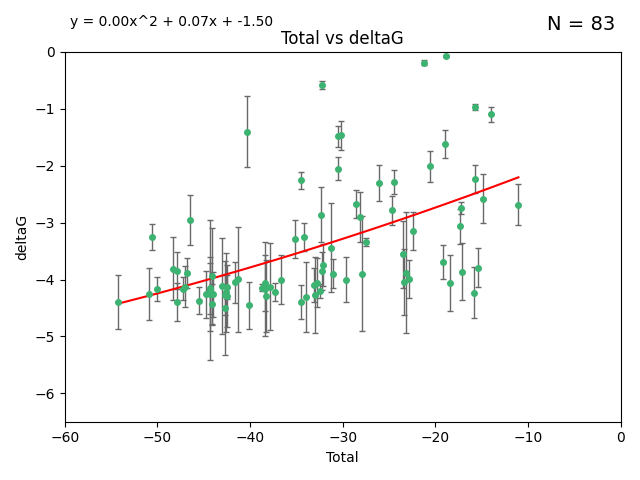 y = 0.00x^2 + 0.07x + -1.50
N = 83
Total vs deltaG
0
−1
−2
−3
−4
−5
−6
deltaG
−60
−50
−40
−30
−20
−10
0
Total